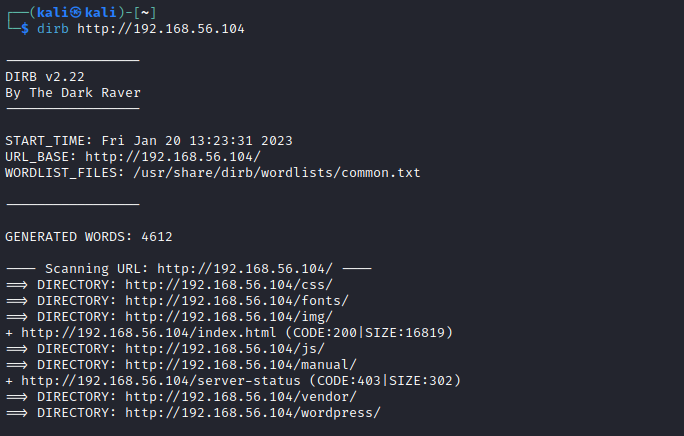 ┌──(kali㉿kali)-[~]
└─$ dirb http://192.168.56.104
-----------------
DIRB v2.22
By The Dark Raver
-----------------
START_TIME: Fri Jan 20 13:23:31 2023
URL_BASE: http://192.168.56.104/
WORDLIST_FILES: /usr/share/dirb/wordlists/common.txt
-----------------
GENERATED WORDS: 4612
---- Scanning URL: http://192.168.56.104/ ----
==> DIRECTORY: http://192.168.56.104/css/
==> DIRECTORY: http://192.168.56.104/fonts/
==> DIRECTORY: http://192.168.56.104/img/
+ http://192.168.56.104/index.html (CODE:200|SIZE:16819)
==> DIRECTORY: http://192.168.56.104/js/
==> DIRECTORY: http://192.168.56.104/manual/
+ http://192.168.56.104/server-status (CODE:403|SIZE:302)
==> DIRECTORY: http://192.168.56.104/vendor/
==> DIRECTORY: http://192.168.56.104/wordpress/